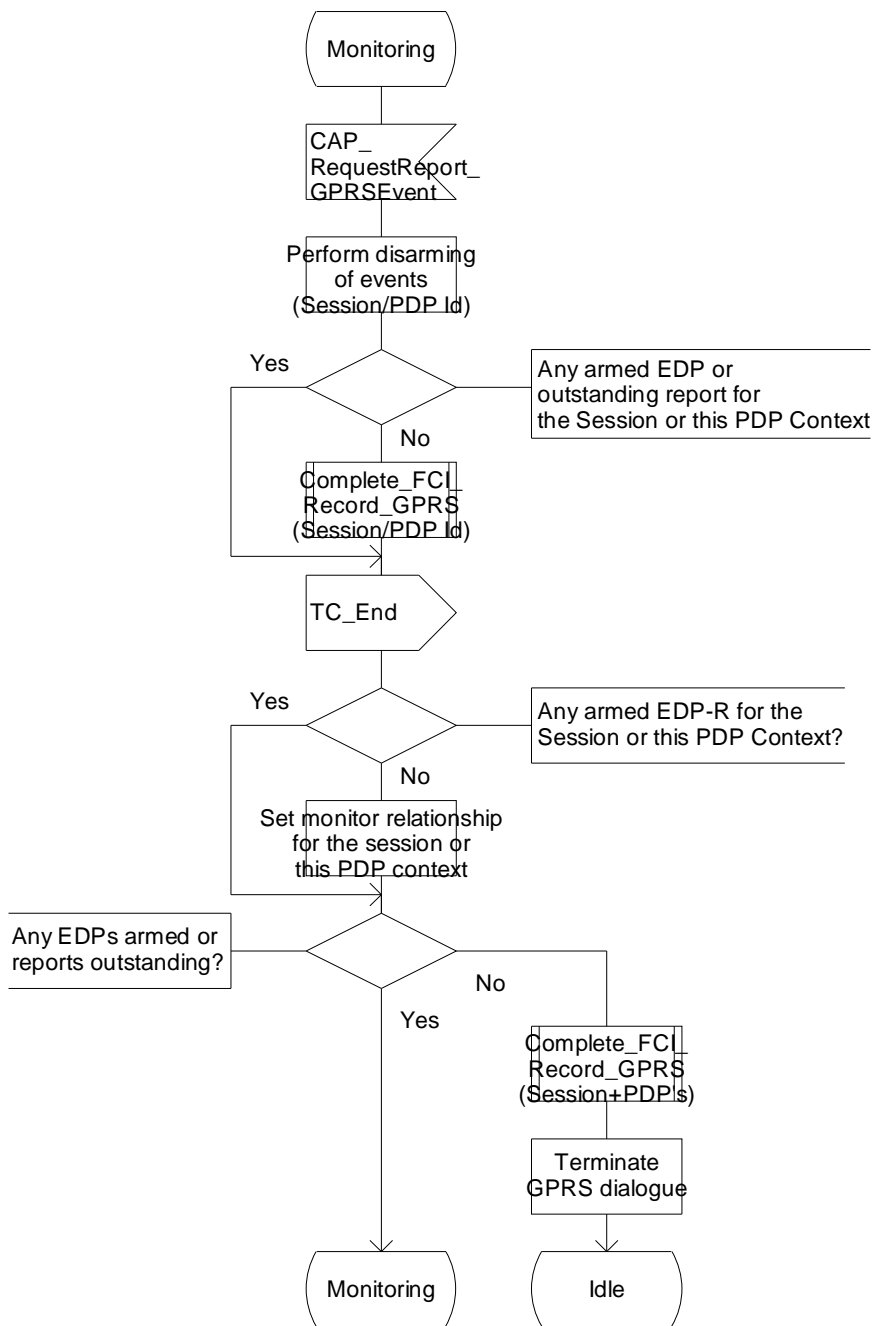 Monitoring
CAP_
RequestReport_
GPRSEvent
Perform disarming
of events
(Session/PDP Id)
Yes
Any armed EDP or
outstanding report for
the Session or this PDP Context
No
Complete_FCI_
Record_GPRS
(Session/PDP Id)
TC_End
Yes
Any armed EDP-R for the
Session or this PDP Context?
No
Set monitor relationship
for the session or
this PDP context
Any EDPs armed or
reports outstanding?
No
Yes
Complete_FCI_
Record_GPRS
(Session+PDP's)
Terminate
GPRS dialogue
Monitoring
Idle